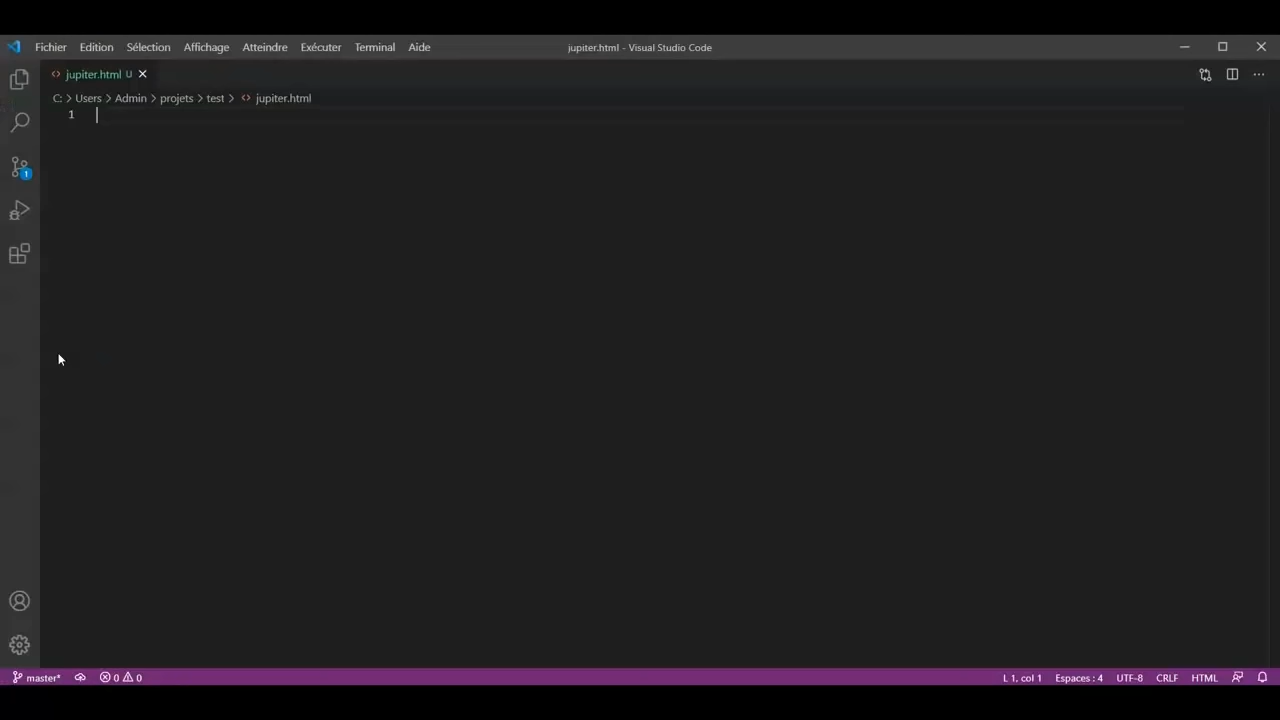 Fichier Edition Sélection Affichage Atteindre Exécuter Terminal Aide jupiter.html - Visual Studio Code
jupiter.html U
C: > Users > Admin > projets > test > jupiter.html
1
1
master* 0 0 L 1, col 1 Espaces : 4 UTF-8 CRLF HTML